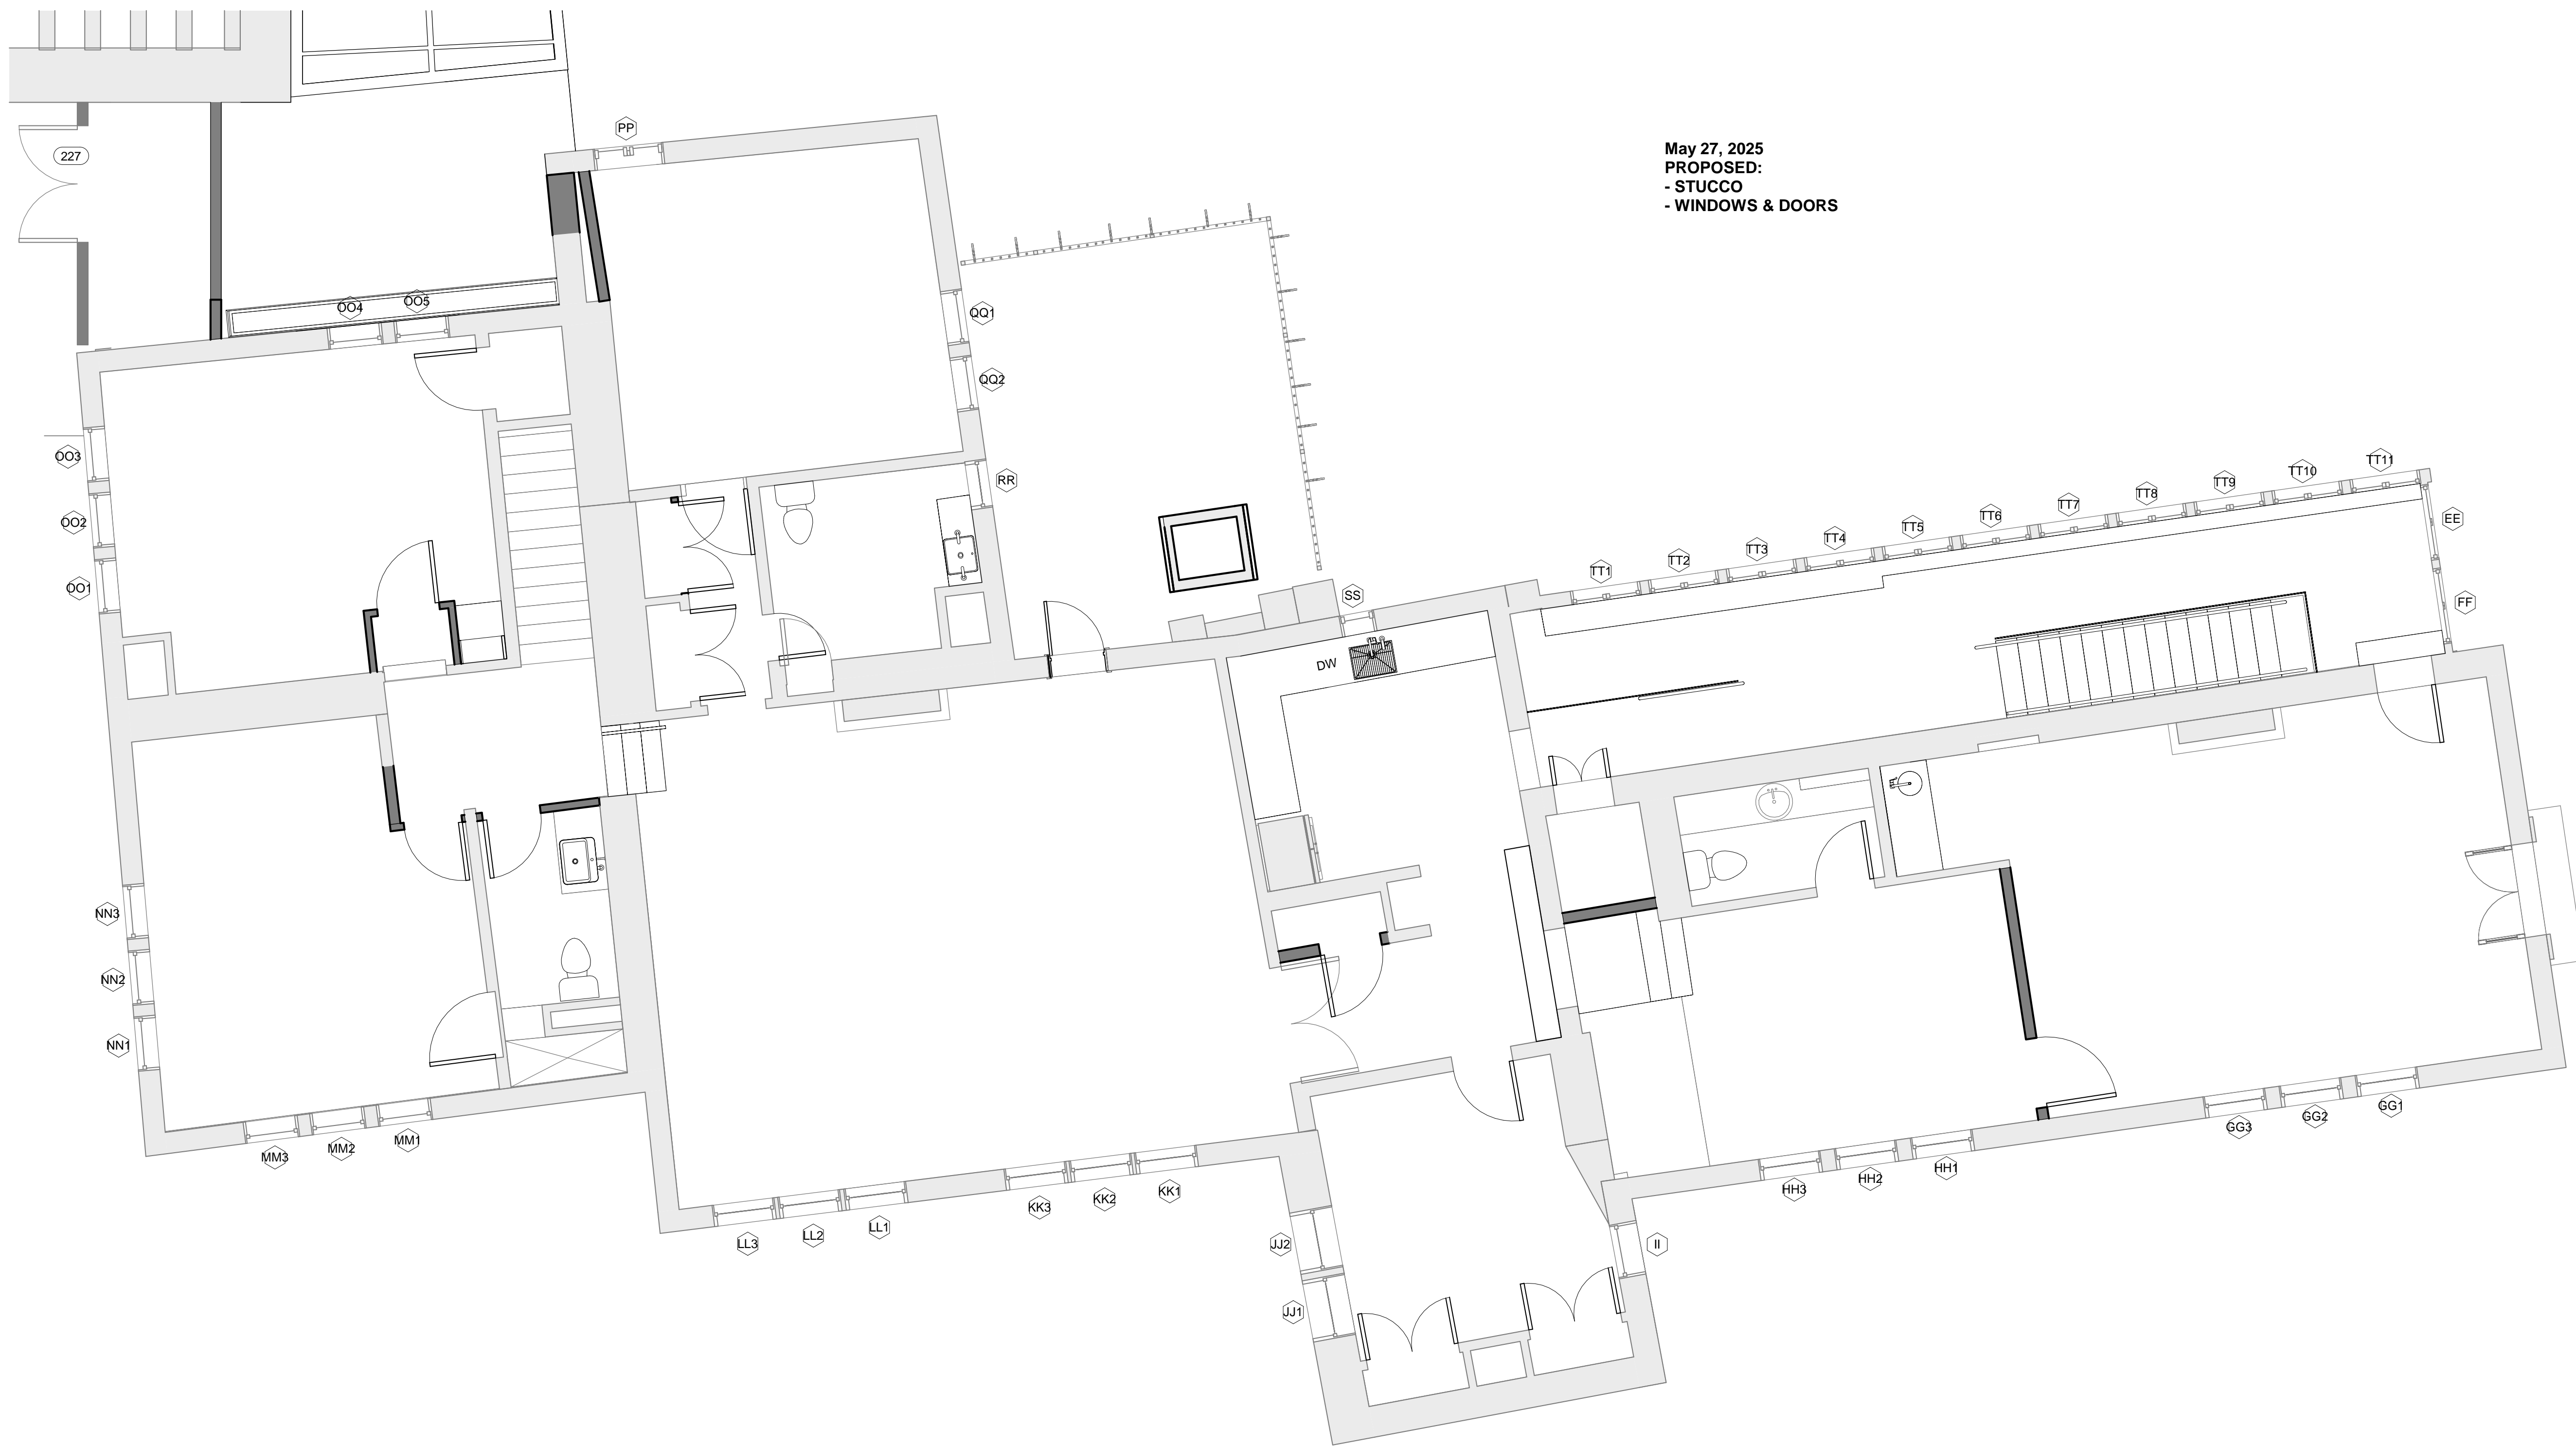 PP
May 27, 2025
PROPOSED:
- STUCCO
- WINDOWS & DOORS
227
OO4
OO5
QQ1
QQ2
OO3
OO2
OO1
RR
TT1
TT2
TT3
TT4
TT5
TT6
TT7
TT8
TT9
TT10
TT11
EE
FF
SS
DW
NN3
NN2
NN1
MM3
MM2
MM1
LL3
LL2
LL1
KK3
KK2
KK1
JJ2
JJ1
II
HH3
HH2
HH1
GG3
GG2
GG1